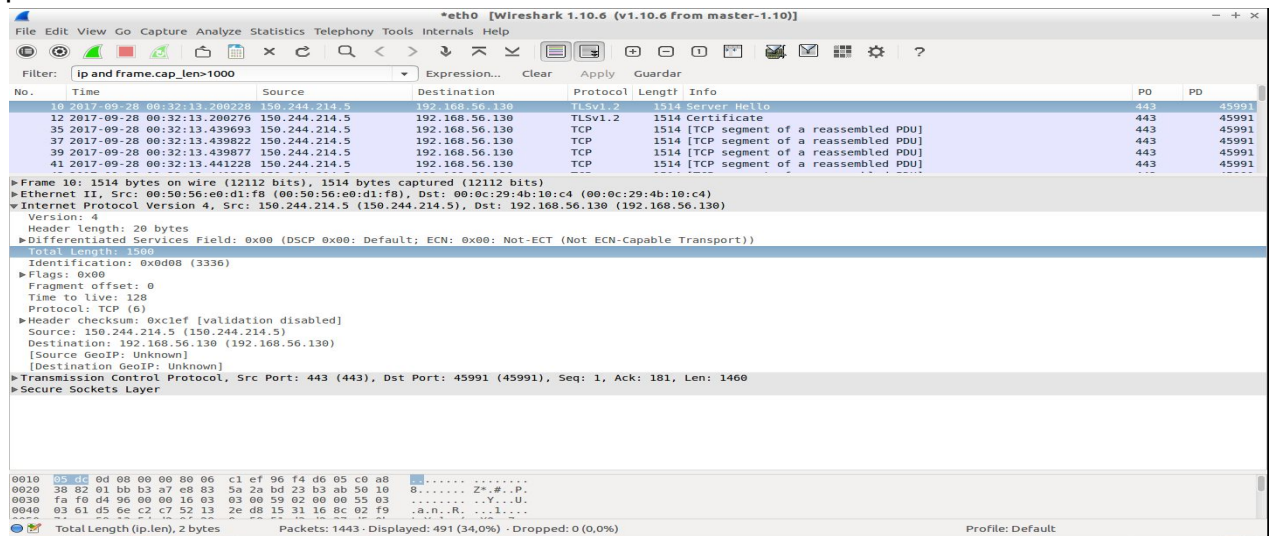 *eth0 [Wireshark 1.10.6 (v1.10.6 from master-1.10)]
File Edit View Go Capture Analyze Statistics Telephony Tools Internals Help
Filter: ip and frame.cap_len>1000 Expression... Clear Apply Guardar
No. Time Source Destination Protocol Length Info PO PD
10 2017-09-28 00:32:13.200228 150.244.214.5 192.168.56.130 TLSv1.2 1514 Server Hello 443 45991
12 2017-09-28 00:32:13.200276 150.244.214.5 192.168.56.130 TLSv1.2 1514 Certificate 443 45991
35 2017-09-28 00:32:13.439693 150.244.214.5 192.168.56.130 TCP 1514 [TCP segment of a reassembled PDU] 443 45991
37 2017-09-28 00:32:13.439822 150.244.214.5 192.168.56.130 TCP 1514 [TCP segment of a reassembled PDU] 443 45991
39 2017-09-28 00:32:13.439877 150.244.214.5 192.168.56.130 TCP 1514 [TCP segment of a reassembled PDU] 443 45991
41 2017-09-28 00:32:13.441228 150.244.214.5 192.168.56.130 TCP 1514 [TCP segment of a reassembled PDU] 443 45991
Frame 10: 1514 bytes on wire (12112 bits), 1514 bytes captured (12112 bits)
Ethernet II, Src: 00:50:56:e0:d1:f8 (00:50:56:e0:d1:f8), Dst: 00:0c:29:4b:10:c4 (00:0c:29:4b:10:c4)
Internet Protocol Version 4, Src: 150.244.214.5 (150.244.214.5), Dst: 192.168.56.130 (192.168.56.130)
Version: 4
Header length: 20 bytes
Differentiated Services Field: 0x00 (DSCP 0x00: Default; ECN: 0x00: Not-ECT (Not ECN-Capable Transport))
Total Length: 1500
Identification: 0x0d08 (3336)
Flags: 0x00
Fragment offset: 0
Time to live: 128
Protocol: TCP (6)
Header checksum: 0xc1ef [validation disabled]
Source: 150.244.214.5 (150.244.214.5)
Destination: 192.168.56.130 (192.168.56.130)
[Source GeoIP: Unknown]
[Destination GeoIP: Unknown]
Transmission Control Protocol, Src Port: 443 (443), Dst Port: 45991 (45991), Seq: 1, Ack: 181, Len: 1460
Secure Sockets Layer
0010 05 dc 0d 08 00 00 80 06 c1 ef 96 f4 d6 05 c0 a8 ........ ........
0020 38 82 01 bb b3 a7 e8 83 5a 2a bd 23 b3 ab 50 10 8....... Z*.#..P.
0030 fa f0 d4 96 00 00 16 03 03 00 59 02 00 00 55 03 ........ ..Y...U.
0040 03 61 d5 6e c2 c7 52 13 2e d8 15 31 16 8c 02 f9 .a.n..R. ...1....
Total Length (ip.len), 2 bytes Packets: 1443 · Displayed: 491 (34,0%) · Dropped: 0 (0,0%) Profile: Default